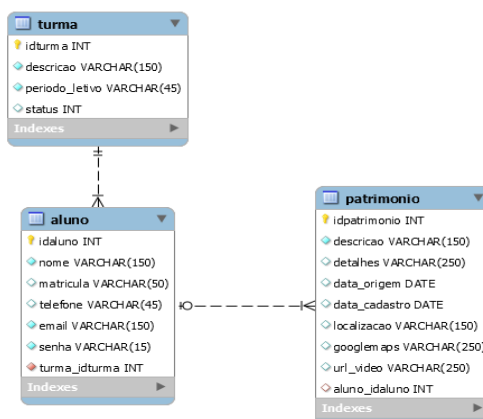 turma
idturma INT
descricao VARCHAR(150)
periodo_letivo VARCHAR(45)
status INT
Indexes
aluno
idaluno INT
nome VARCHAR(150)
matricula VARCHAR(50)
telefone VARCHAR(45)
email VARCHAR(150)
senha VARCHAR(15)
turma_idturma INT
Indexes
patrimonio
idpatrimonio INT
descricao VARCHAR(150)
detalhes VARCHAR(250)
data_origem DATE
data_cadastro DATE
localizacao VARCHAR(150)
googlemaps VARCHAR(250)
url_video VARCHAR(250)
aluno_idaluno INT
Indexes